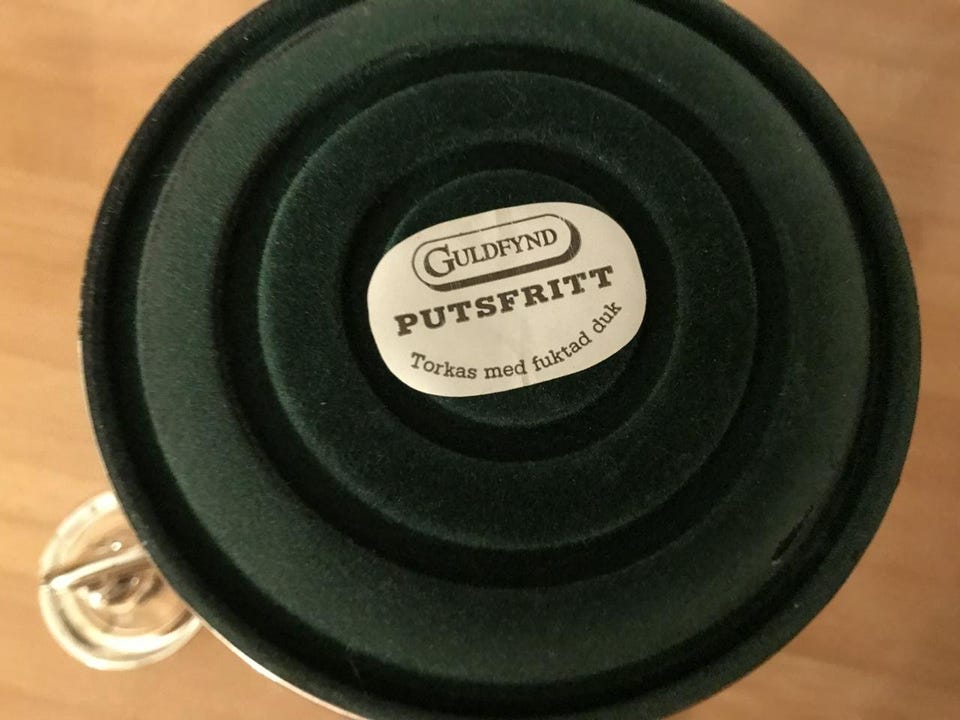 GULDFYND
PUTSFRITT
Torkas med fuktad duk